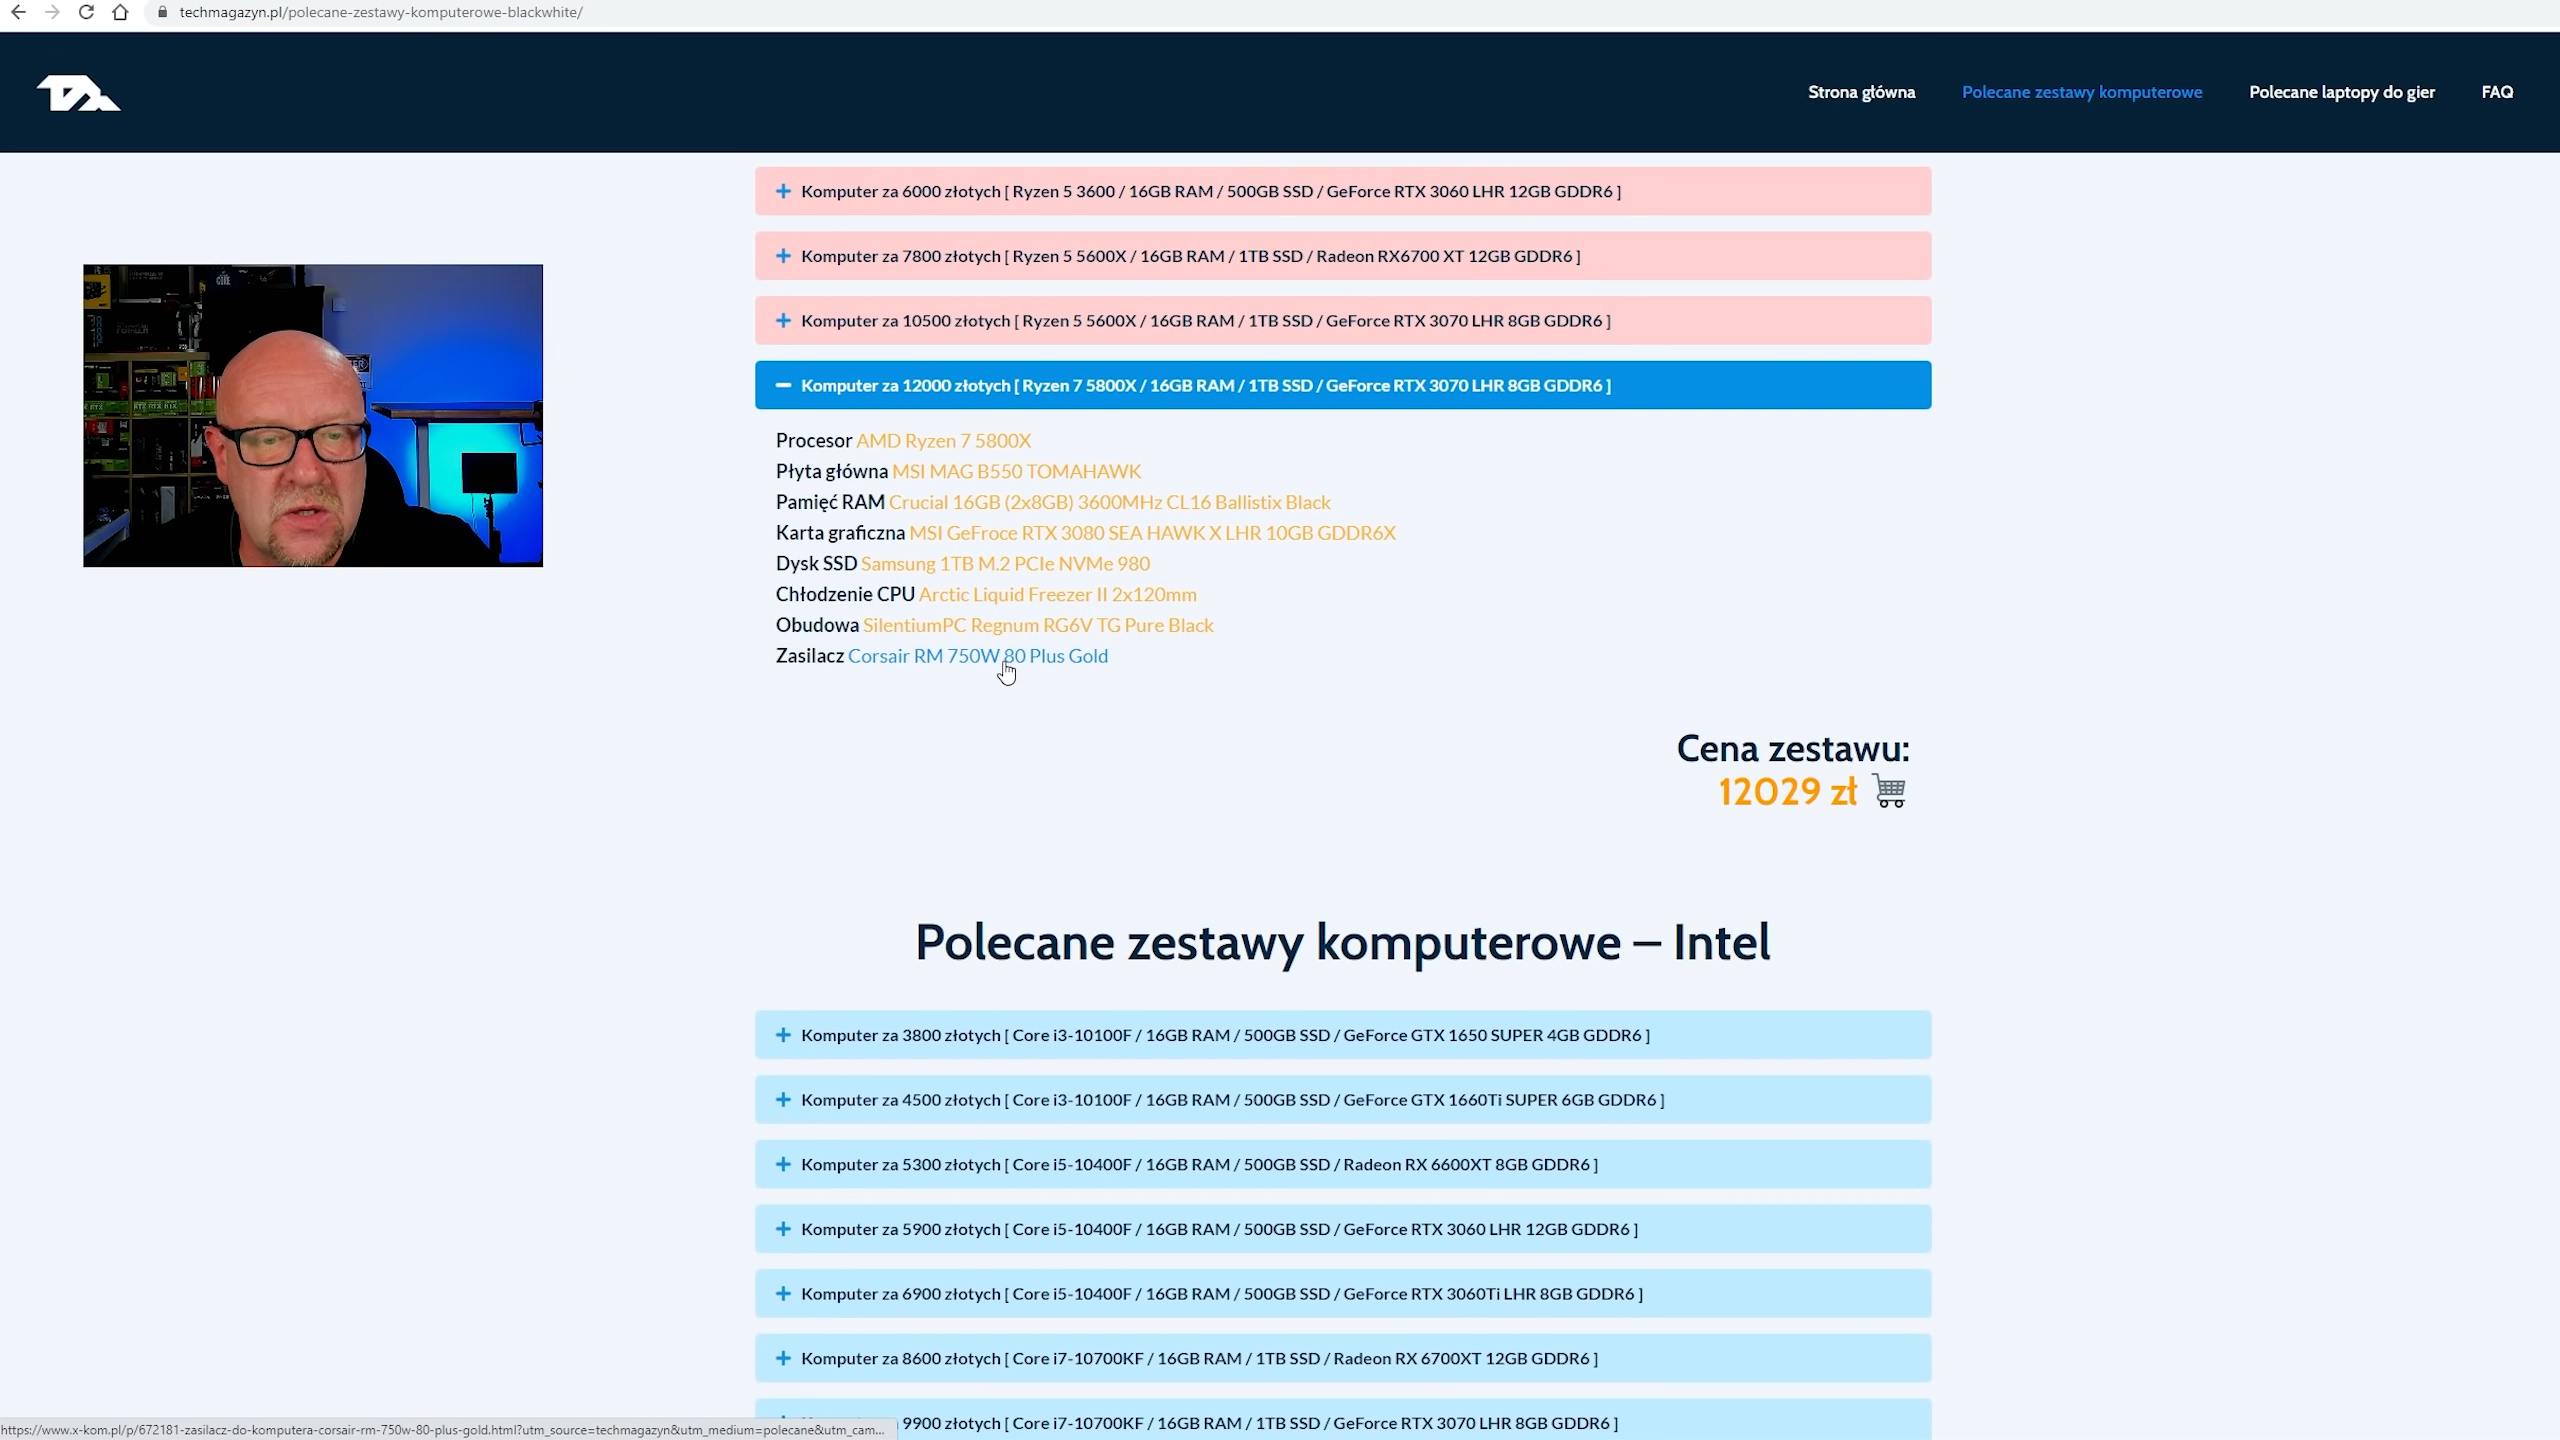 techmagazyn.pl/polecane-zestawy-komputerowe-blackwhite/
Strona główna
Polecane zestawy komputerowe
Polecane laptopy do gier
FAQ
Komputer za 6000 złotych [ Ryzen 5 3600 / 16GB RAM / 500GB SSD / GeForce RTX 3060 LHR 12GB GDDR6 ]
Komputer za 7800 złotych [ Ryzen 5 5600X / 16GB RAM / 1TB SSD / Radeon RX6700 XT 12GB GDDR6 ]
Komputer za 10500 złotych [ Ryzen 5 5600X / 16GB RAM / 1TB SSD / GeForce RTX 3070 LHR 8GB GDDR6 ]
Komputer za 12000 złotych [ Ryzen 7 5800X / 16GB RAM / 1TB SSD / GeForce RTX 3070 LHR 8GB GDDR6 ]
Procesor AMD Ryzen 7 5800X
Płyta główna MSI MAG B550 TOMAHAWK
Pamięć RAM Crucial 16GB (2x8GB) 3600MHz CL16 Ballistix Black
Karta graficzna MSI GeFroce RTX 3080 SEA HAWK X LHR 10GB GDDR6X
Dysk SSD Samsung 1TB M.2 PCIe NVMe 980
Chłodzenie CPU Arctic Liquid Freezer II 2x120mm
Obudowa SilentiumPC Regnum RG6V TG Pure Black
Zasilacz Corsair RM 750W 80 Plus Gold
Cena zestawu:
12029 zł
Polecane zestawy komputerowe – Intel
Komputer za 3800 złotych [ Core i3-10100F / 16GB RAM / 500GB SSD / GeForce GTX 1650 SUPER 4GB GDDR6 ]
Komputer za 4500 złotych [ Core i3-10100F / 16GB RAM / 500GB SSD / GeForce GTX 1660Ti SUPER 6GB GDDR6 ]
Komputer za 5300 złotych [ Core i5-10400F / 16GB RAM / 500GB SSD / Radeon RX 6600XT 8GB GDDR6 ]
Komputer za 5900 złotych [ Core i5-10400F / 16GB RAM / 500GB SSD / GeForce RTX 3060 LHR 12GB GDDR6 ]
Komputer za 6900 złotych [ Core i5-10400F / 16GB RAM / 500GB SSD / GeForce RTX 3060Ti LHR 8GB GDDR6 ]
Komputer za 8600 złotych [ Core i7-10700KF / 16GB RAM / 1TB SSD / Radeon RX 6700XT 12GB GDDR6 ]
9900 złotych [ Core i7-10700KF / 16GB RAM / 1TB SSD / GeForce RTX 3070 LHR 8GB GDDR6 ]
https://www.x-kom.pl/p/672181-zasilacz-do-komputera-corsair-rm-750w-80-plus-gold.html?utm_source=techmagazyn&utm_medium=polecane&utm_cam...